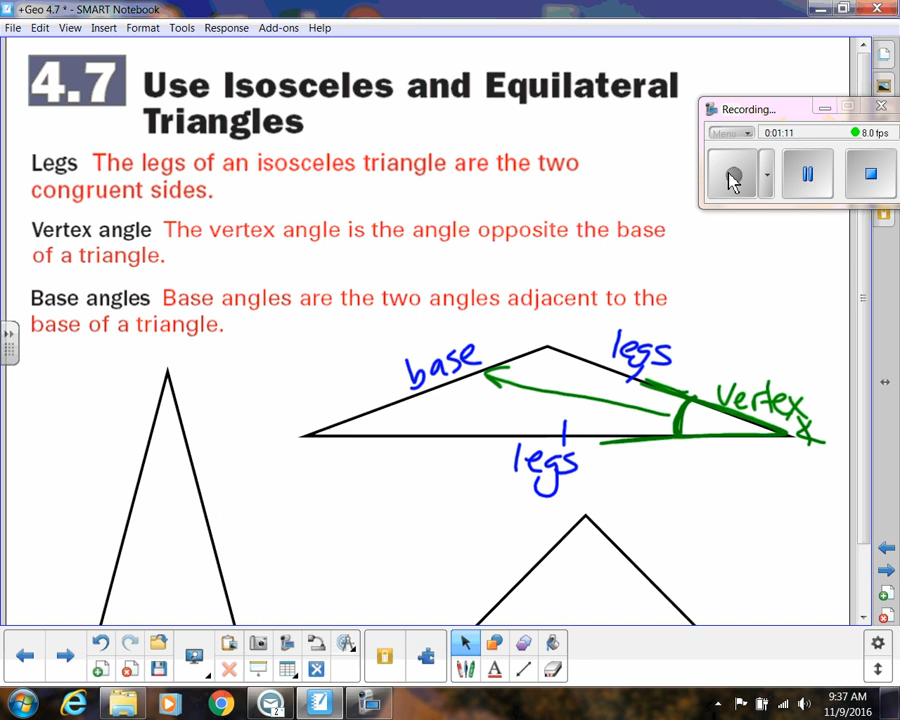 +Geo 4.7 * - SMART Notebook
File Edit View Insert Format Tools Response Add-ons Help
4.7 Use Isosceles and Equilateral
Triangles
Recording...
Menu 0:01:11 8.0 fps
Legs The legs of an isosceles triangle are the two
congruent sides.
Vertex angle The vertex angle is the angle opposite the base
of a triangle.
Base angles Base angles are the two angles adjacent to the
base of a triangle.
base
legs
vertex
legs
9:37 AM
11/9/2016